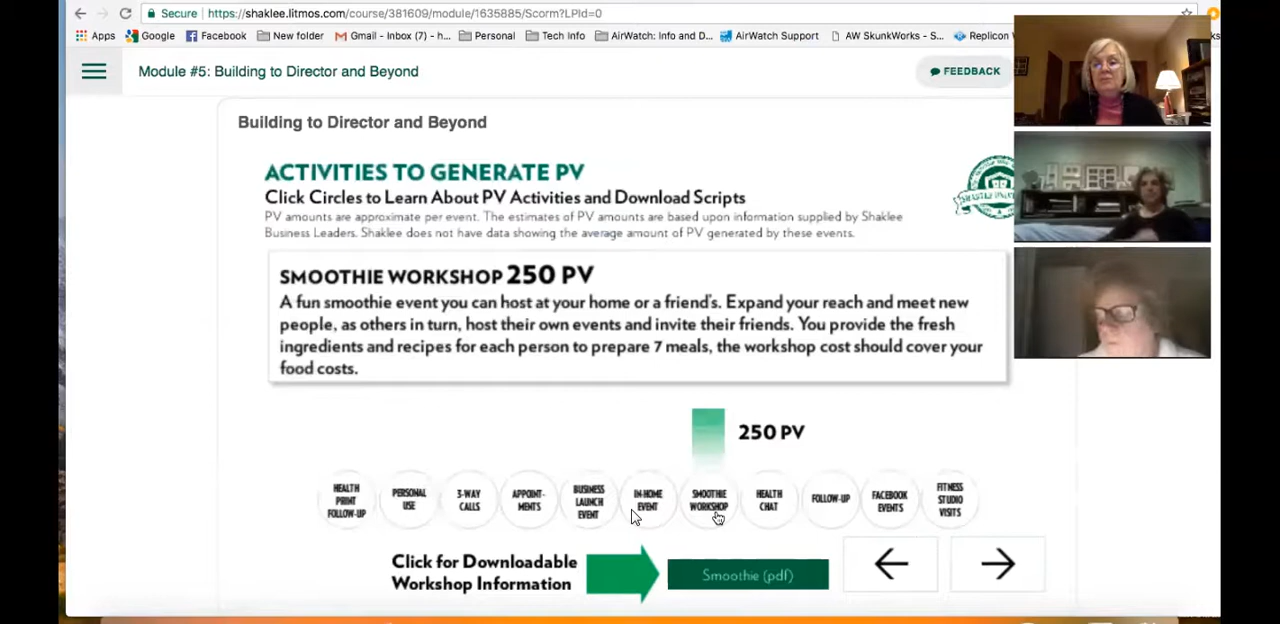 Secure https://shaklee.litmos.com/course/381609/module/1635885/Scorm?LPId=0
Apps Google Facebook New folder Gmail - Inbox (7) - h... Personal Tech Info AirWatch: Info and D... AirWatch Support AW SkunkWorks - S... Replicon
Module #5: Building to Director and Beyond
FEEDBACK
Building to Director and Beyond
ACTIVITIES TO GENERATE PV
Click Circles to Learn About PV Activities and Download Scripts
PV amounts are approximate per event. The estimates of PV amounts are based upon information supplied by Shaklee
Business Leaders. Shaklee does not have data showing the average amount of PV generated by these events.
SMOOTHIE WORKSHOP 250 PV
A fun smoothie event you can host at your home or a friend's. Expand your reach and meet new
people, as others in turn, host their own events and invite their friends. You provide the fresh
ingredients and recipes for each person to prepare 7 meals, the workshop cost should cover your
food costs.
250 PV
HEALTH
PRINT
FOLLOW-UP
PERSONAL
USE
3-WAY
CALLS
APPOINT-
MENTS
BUSINESS
LAUNCH
EVENT
IN-HOME
EVENT
SMOOTHIE
WORKSHOP
HEALTH
CHAT
FOLLOW-UP
FACEBOOK
EVENTS
FITNESS
STUDIO
VISITS
Click for Downloadable
Workshop Information
Smoothie (pdf)